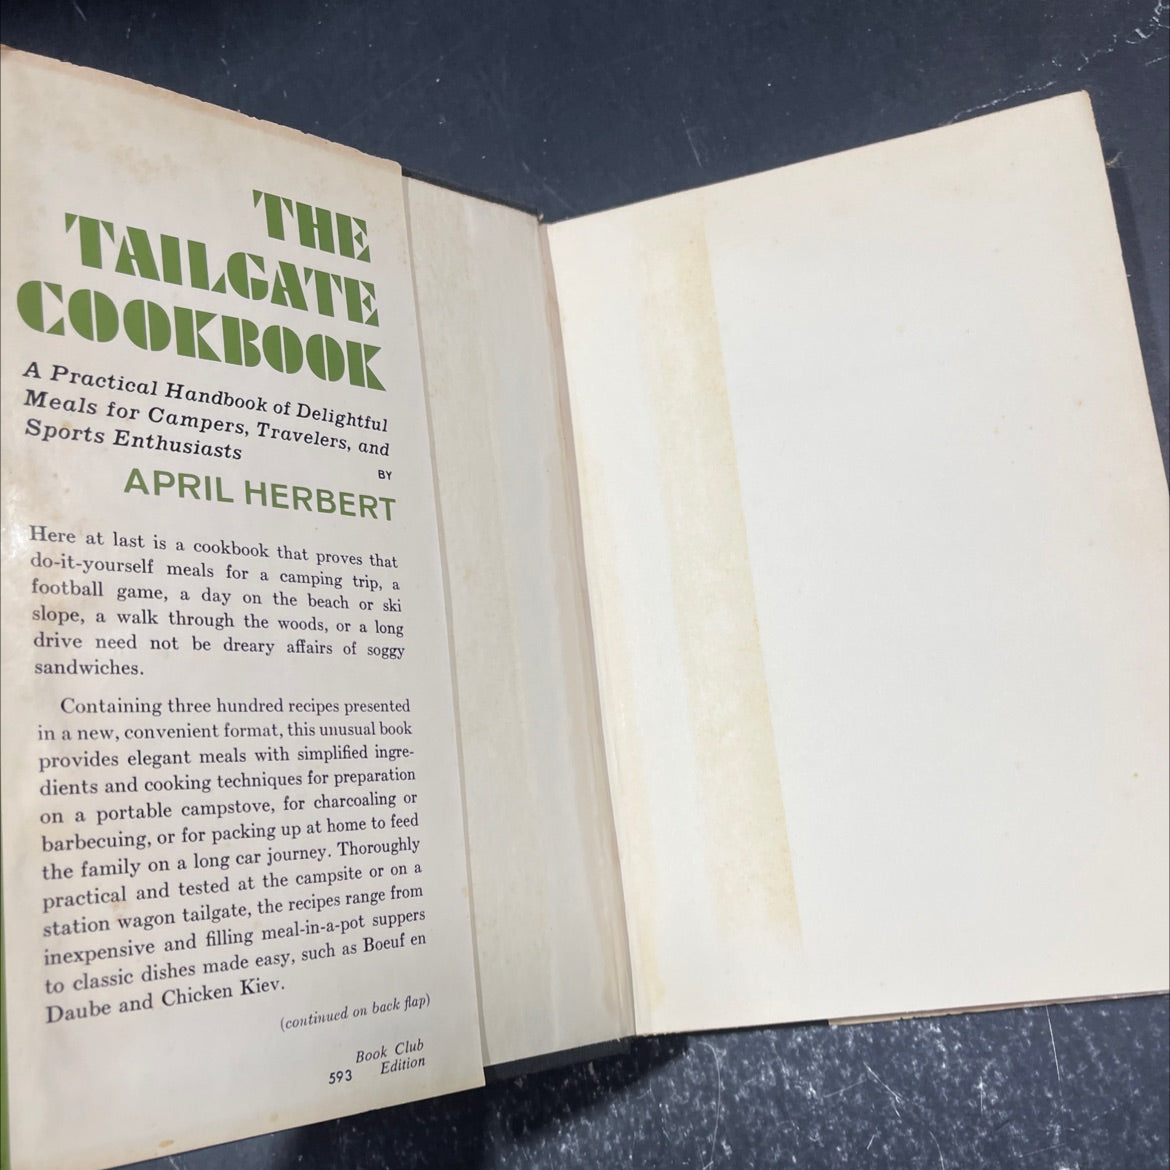 THE
TAILGATE
COOKBOOK
A Practical Handbook of Delightful
Meals for Campers, Travelers, and
Sports Enthusiasts
BY
APRIL HERBERT
Here at last is a cookbook that proves that
do-it-yourself meals for a camping trip, a
football game, a day on the beach or ski
slope, a walk through the woods, or a long
drive need not be dreary affairs of soggy
sandwiches.
Containing three hundred recipes presented
in a new, convenient format, this unusual book
provides elegant meals with simplified ingre-
dients and cooking techniques for preparation
on a portable campstove, for charcoaling or
barbecuing, or for packing up at home to feed
the family on a long car journey. Thoroughly
practical and tested at the campsite or on a
station wagon tailgate, the recipes range from
inexpensive and filling meal-in-a-pot suppers
to classic dishes made easy, such as Boeuf en
Daube and Chicken Kiev.
(continued on back flap)
Book Club
593 Edition